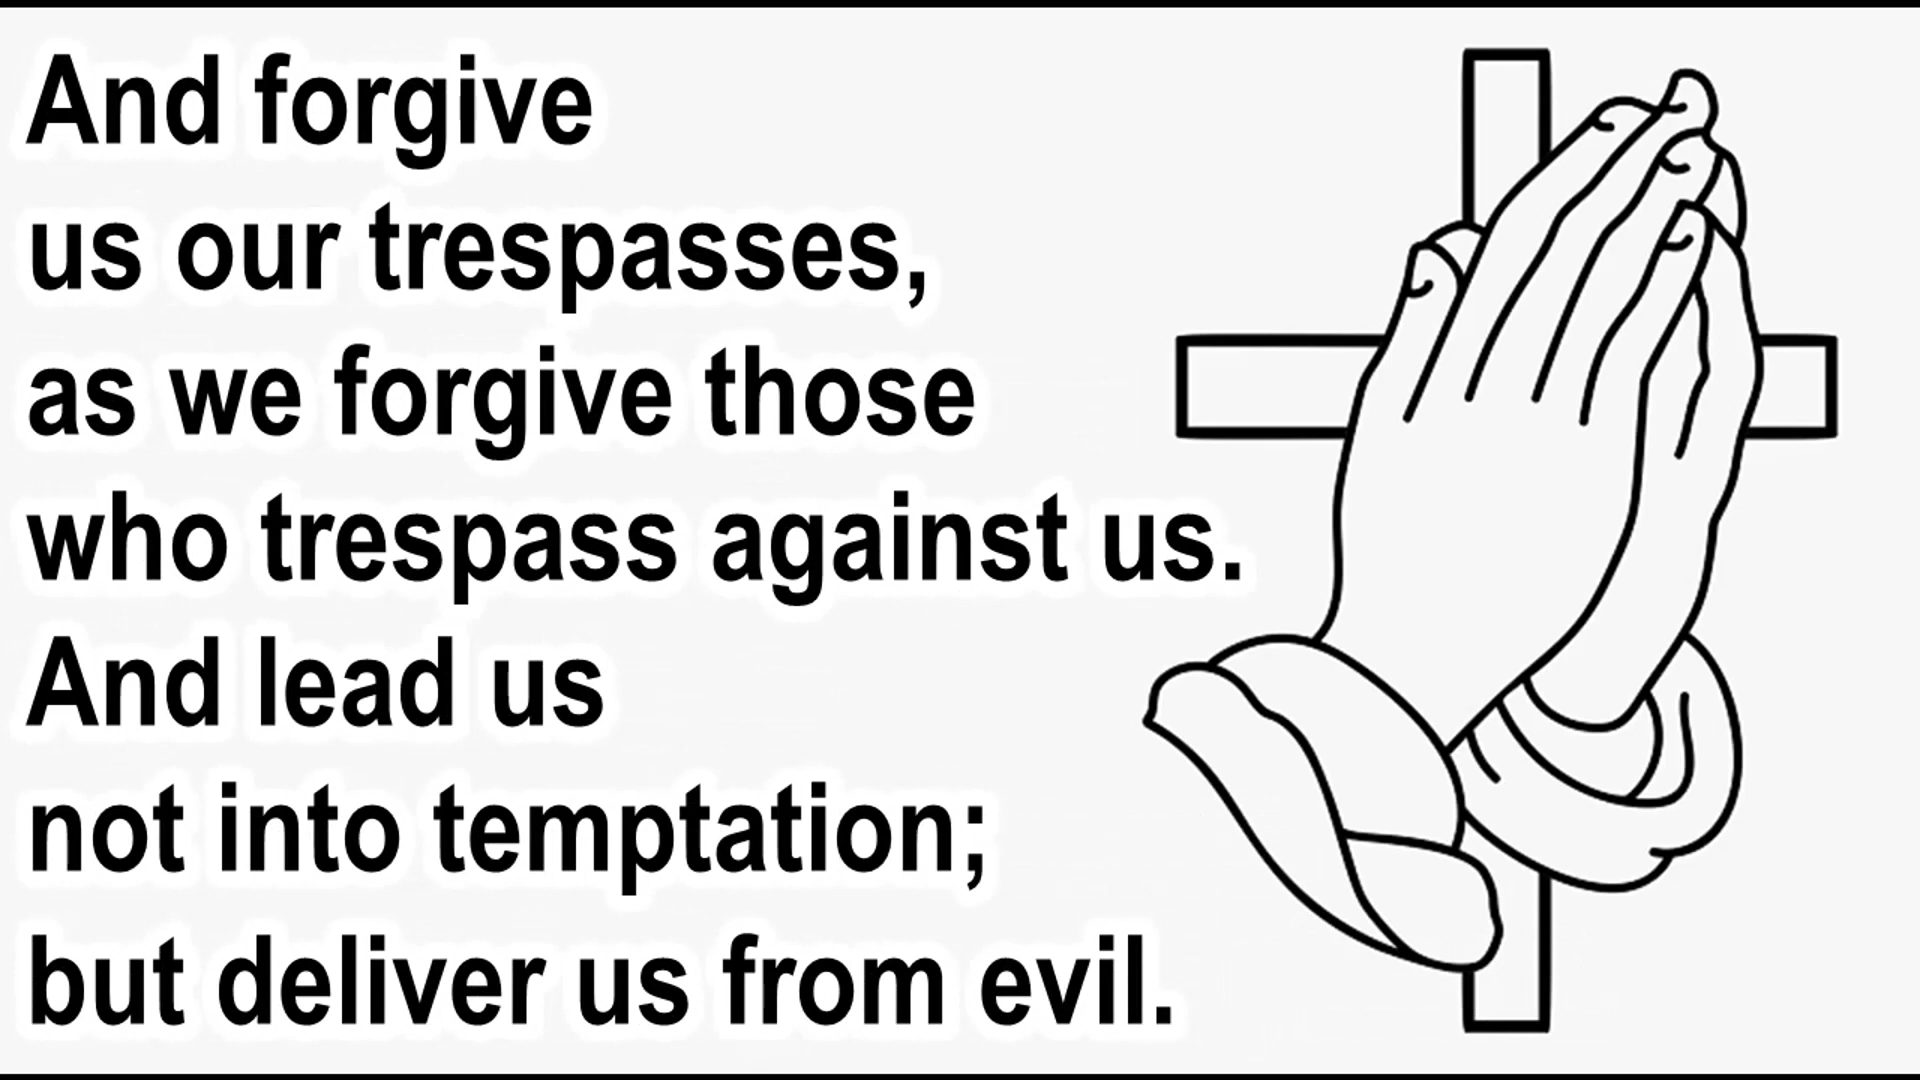 And forgive
us our trespasses,
as we forgive those
who trespass against us.
And lead us
not into temptation;
but deliver us from evil.